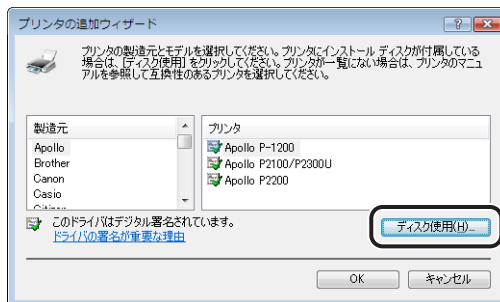 プリンタの追加ウィザード
プリンタの製造元とモデルを選択してください。プリンタにインストール ディスクが付属している
場合は、[ディスク使用] をクリックしてください。プリンタが一覧にない場合は、プリンタのマニュ
アルを参照して互換性のあるプリンタを選択してください。
製造元
Apollo
Brother
Canon
Casio
プリンタ
Apollo P-1200
Apollo P2100/P2300U
Apollo P2200
このドライバはデジタル署名されています。
ドライバの署名が重要な理由
ディスク使用(H)...
OK
キャンセル